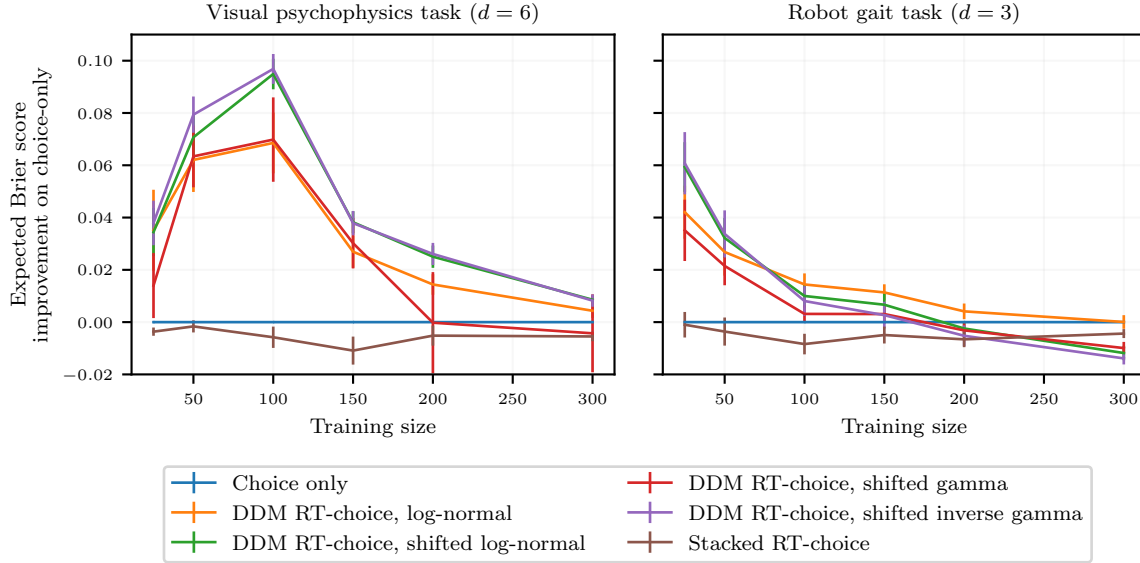 Visual psychophysics task (d = 6)
Robot gait task (d = 3)
Expected Brier score
improvement on choice-only
0.10
0.08
0.06
0.04
0.02
0.00
−0.02
50 100 150 200 250 300
50 100 150 200 250 300
Training size
Training size
Choice only
DDM RT-choice, log-normal
DDM RT-choice, shifted log-normal
DDM RT-choice, shifted gamma
DDM RT-choice, shifted inverse gamma
Stacked RT-choice